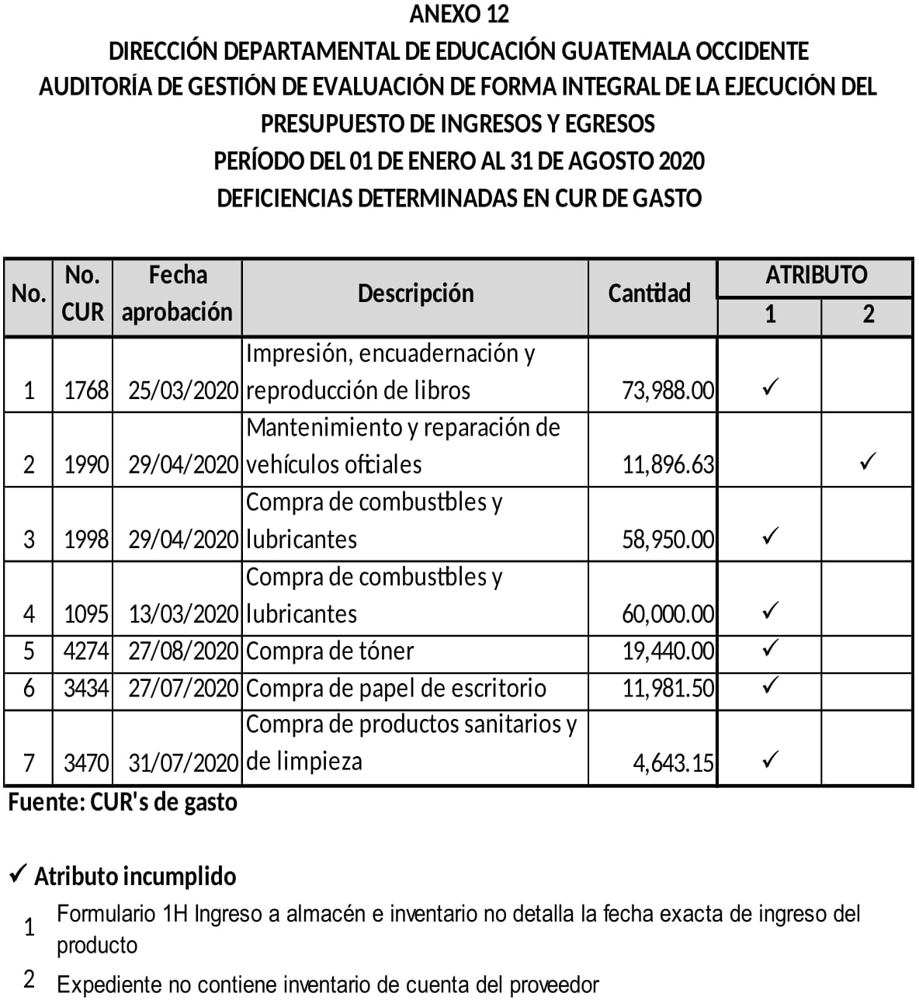 ANEXO 12
DIRECCIÓN DEPARTAMENTAL DE EDUCACIÓN GUATEMALA OCCIDENTE
AUDITORÍA DE GESTIÓN DE EVALUACIÓN DE FORMA INTEGRAL DE LA EJECUCIÓN DEL
PRESUPUESTO DE INGRESOS Y EGRESOS
PERÍODO DEL 01 DE ENERO AL 31 DE AGOSTO 2020
DEFICIENCIAS DETERMINADAS EN CUR DE GASTO
No. No. CUR Fecha aprobación Descripción Cantidad ATRIBUTO
1 2
Impresión, encuadernación y
1 1768 25/03/2020 reproducción de libros 73,988.00 ✓
Mantenimiento y reparación de
2 1990 29/04/2020 vehículos oficiales 11,896.63 ✓
Compra de combustibles y
3 1998 29/04/2020 lubricantes 58,950.00 ✓
Compra de combustibles y
4 1095 13/03/2020 lubricantes 60,000.00 ✓
5 4274 27/08/2020 Compra de tóner 19,440.00 ✓
6 3434 27/07/2020 Compra de papel de escritorio 11,981.50 ✓
Compra de productos sanitarios y
7 3470 31/07/2020 de limpieza 4,643.15 ✓
Fuente: CUR's de gasto
✓ Atributo incumplido
1 Formulario 1H Ingreso a almacén e inventario no detalla la fecha exacta de ingreso del
producto
2 Expediente no contiene inventario de cuenta del proveedor